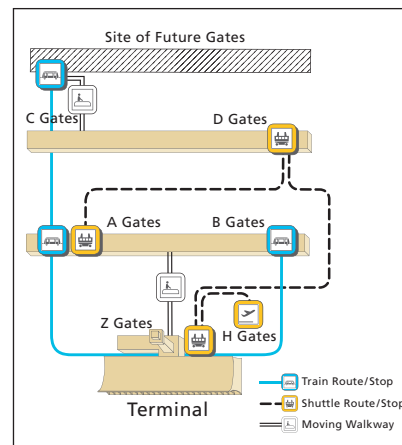 Site of Future Gates
C Gates
D Gates
A Gates
B Gates
Z Gates
H Gates
Terminal
Train Route/Stop
Shuttle Route/Stop
Moving Walkway